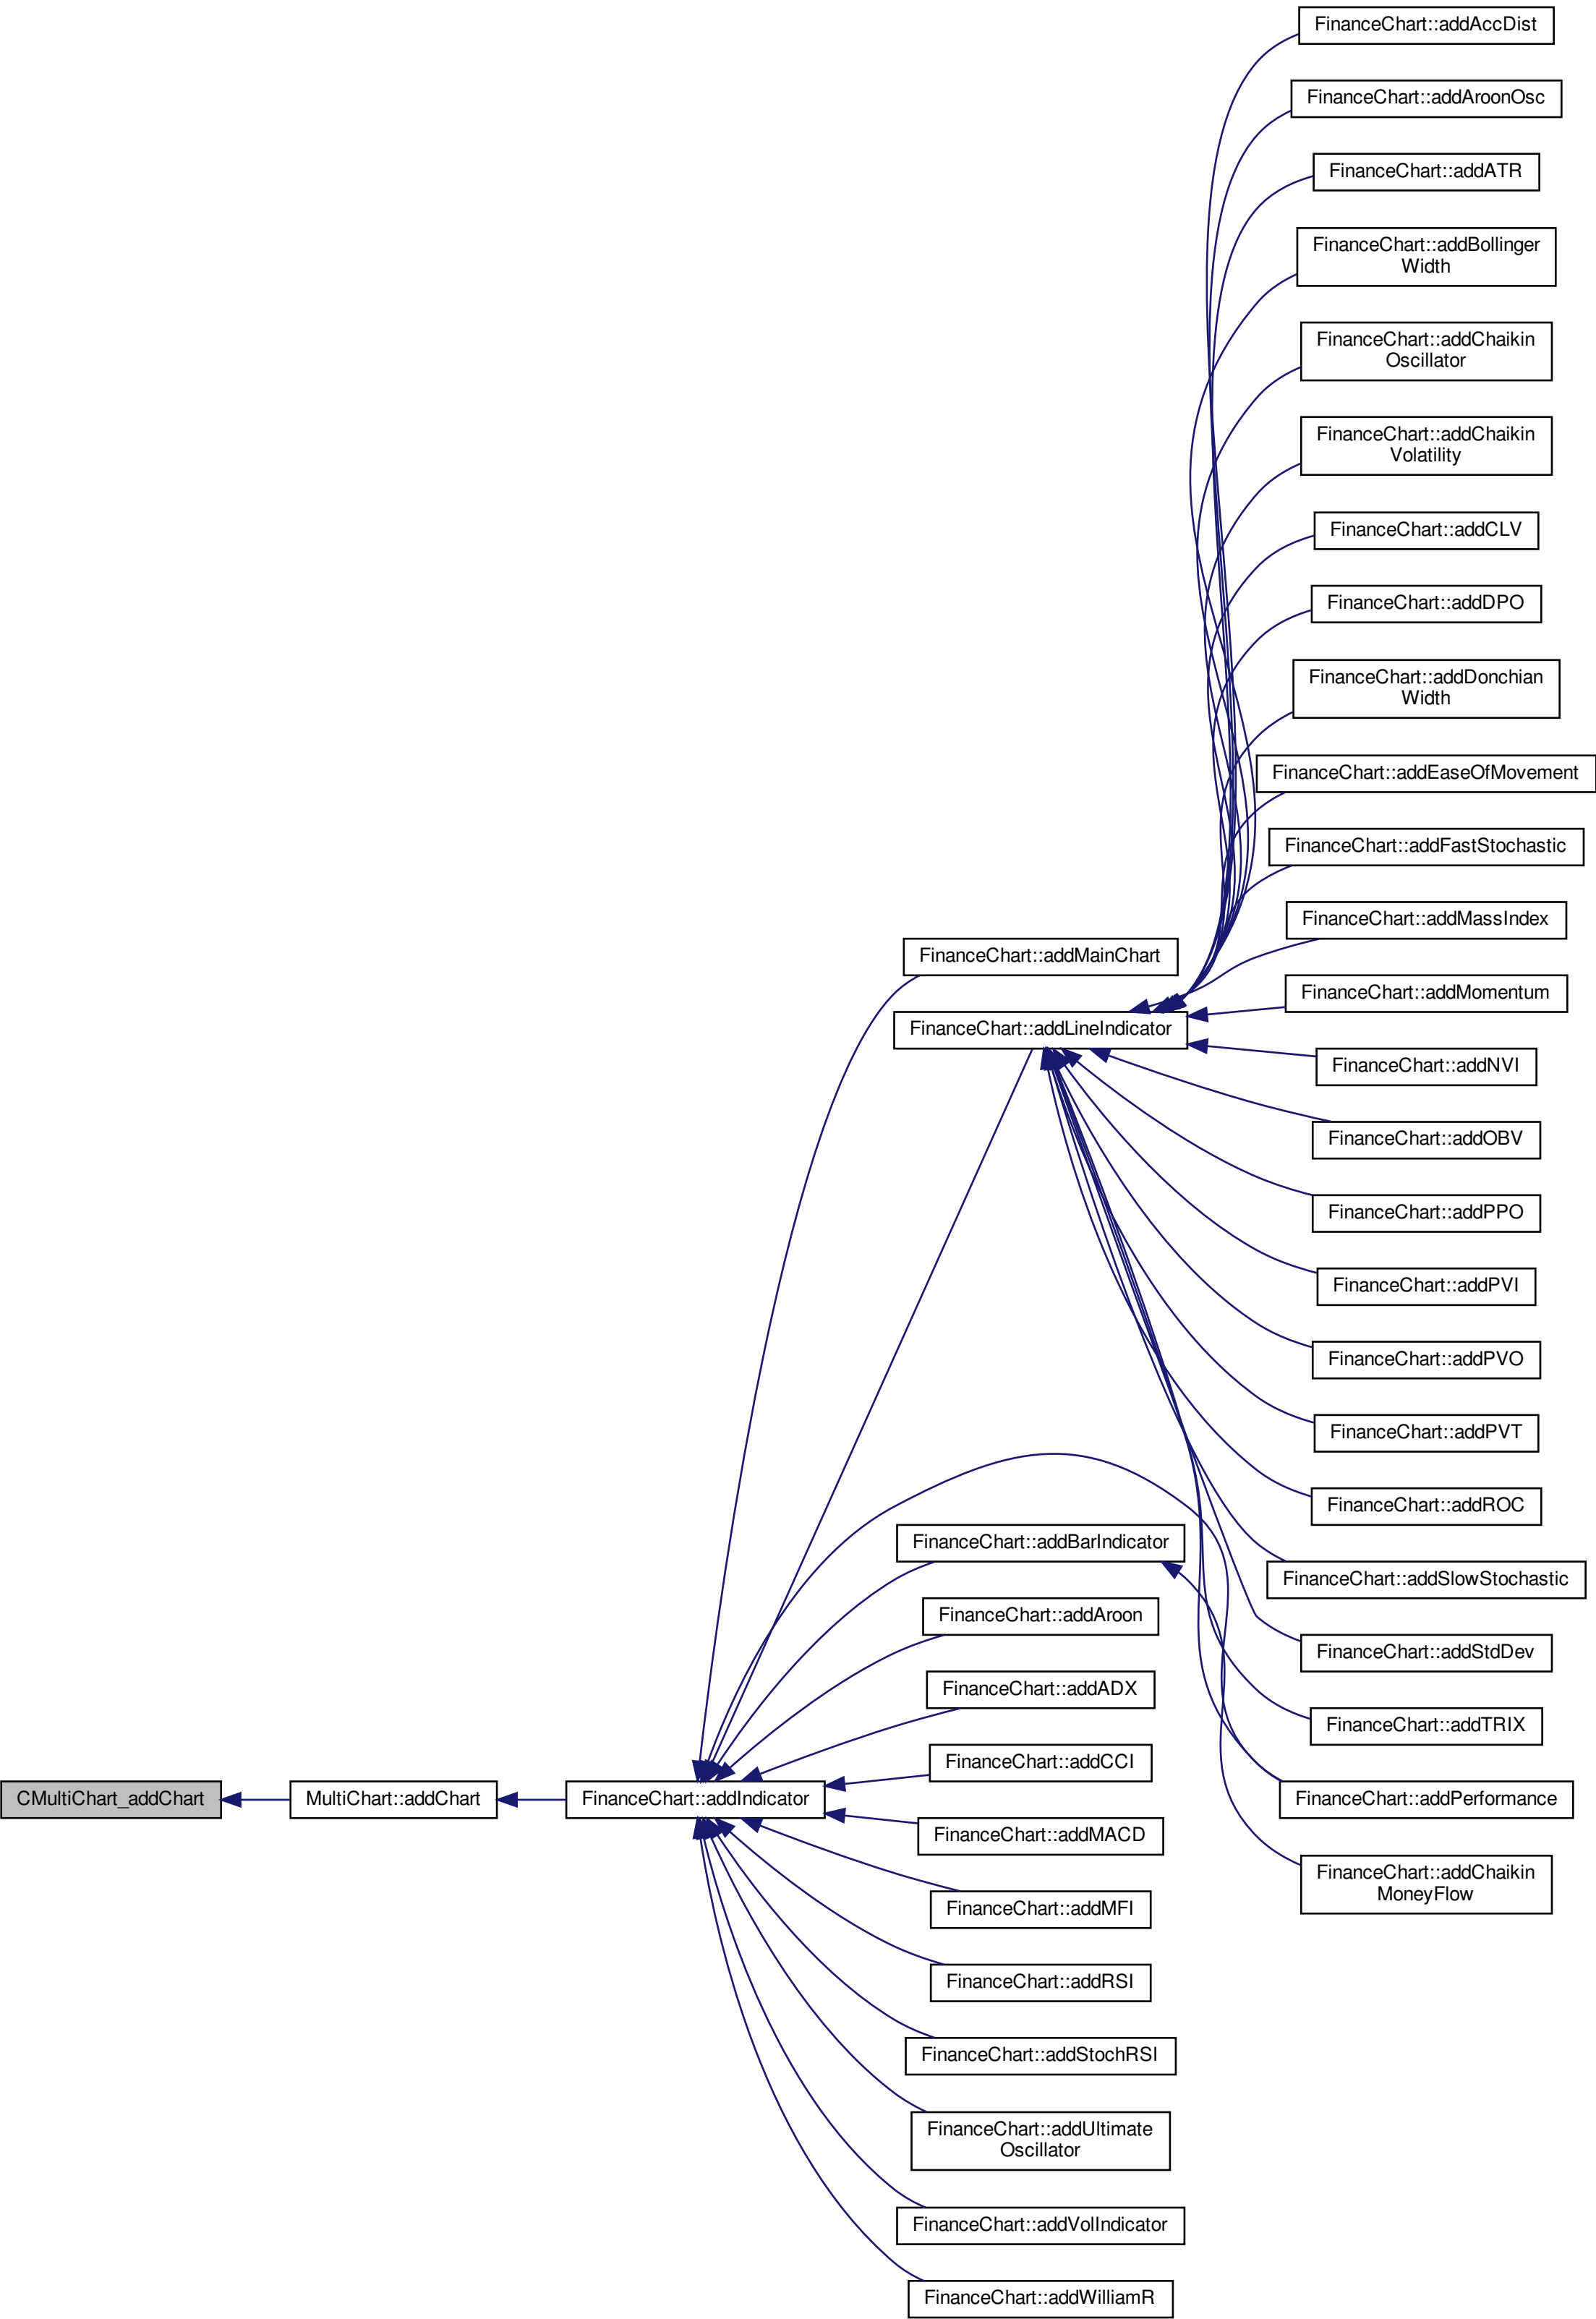 CMultiChart_addChart
MultiChart::addChart
FinanceChart::addIndicator
FinanceChart::addMainChart
FinanceChart::addLineIndicator
FinanceChart::addBarIndicator
FinanceChart::addAroon
FinanceChart::addADX
FinanceChart::addCCI
FinanceChart::addMACD
FinanceChart::addMFI
FinanceChart::addRSI
FinanceChart::addStochRSI
FinanceChart::addUltimate
Oscillator
FinanceChart::addVolIndicator
FinanceChart::addWilliamR
FinanceChart::addAccDist
FinanceChart::addAroonOsc
FinanceChart::addATR
FinanceChart::addBollinger
Width
FinanceChart::addChaikin
Oscillator
FinanceChart::addChaikin
Volatility
FinanceChart::addCLV
FinanceChart::addDPO
FinanceChart::addDonchian
Width
FinanceChart::addEaseOfMovement
FinanceChart::addFastStochastic
FinanceChart::addMassIndex
FinanceChart::addMomentum
FinanceChart::addNVI
FinanceChart::addOBV
FinanceChart::addPPO
FinanceChart::addPVI
FinanceChart::addPVO
FinanceChart::addPVT
FinanceChart::addROC
FinanceChart::addSlowStochastic
FinanceChart::addStdDev
FinanceChart::addTRIX
FinanceChart::addPerformance
FinanceChart::addChaikin
MoneyFlow